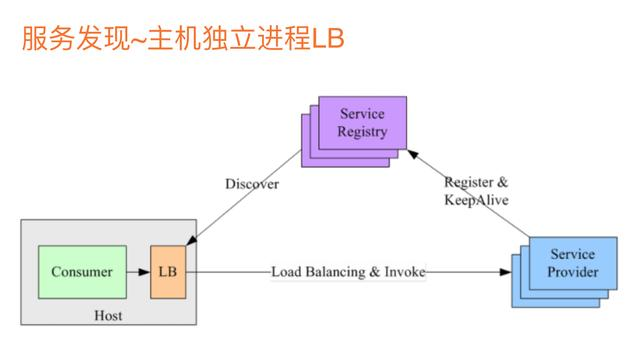 服务发现~主机独立进程LB
Service
Registry
Discover
Register &
KeepAlive
Service
Provider
Consumer
LB
Load Balancing & Invoke
Host